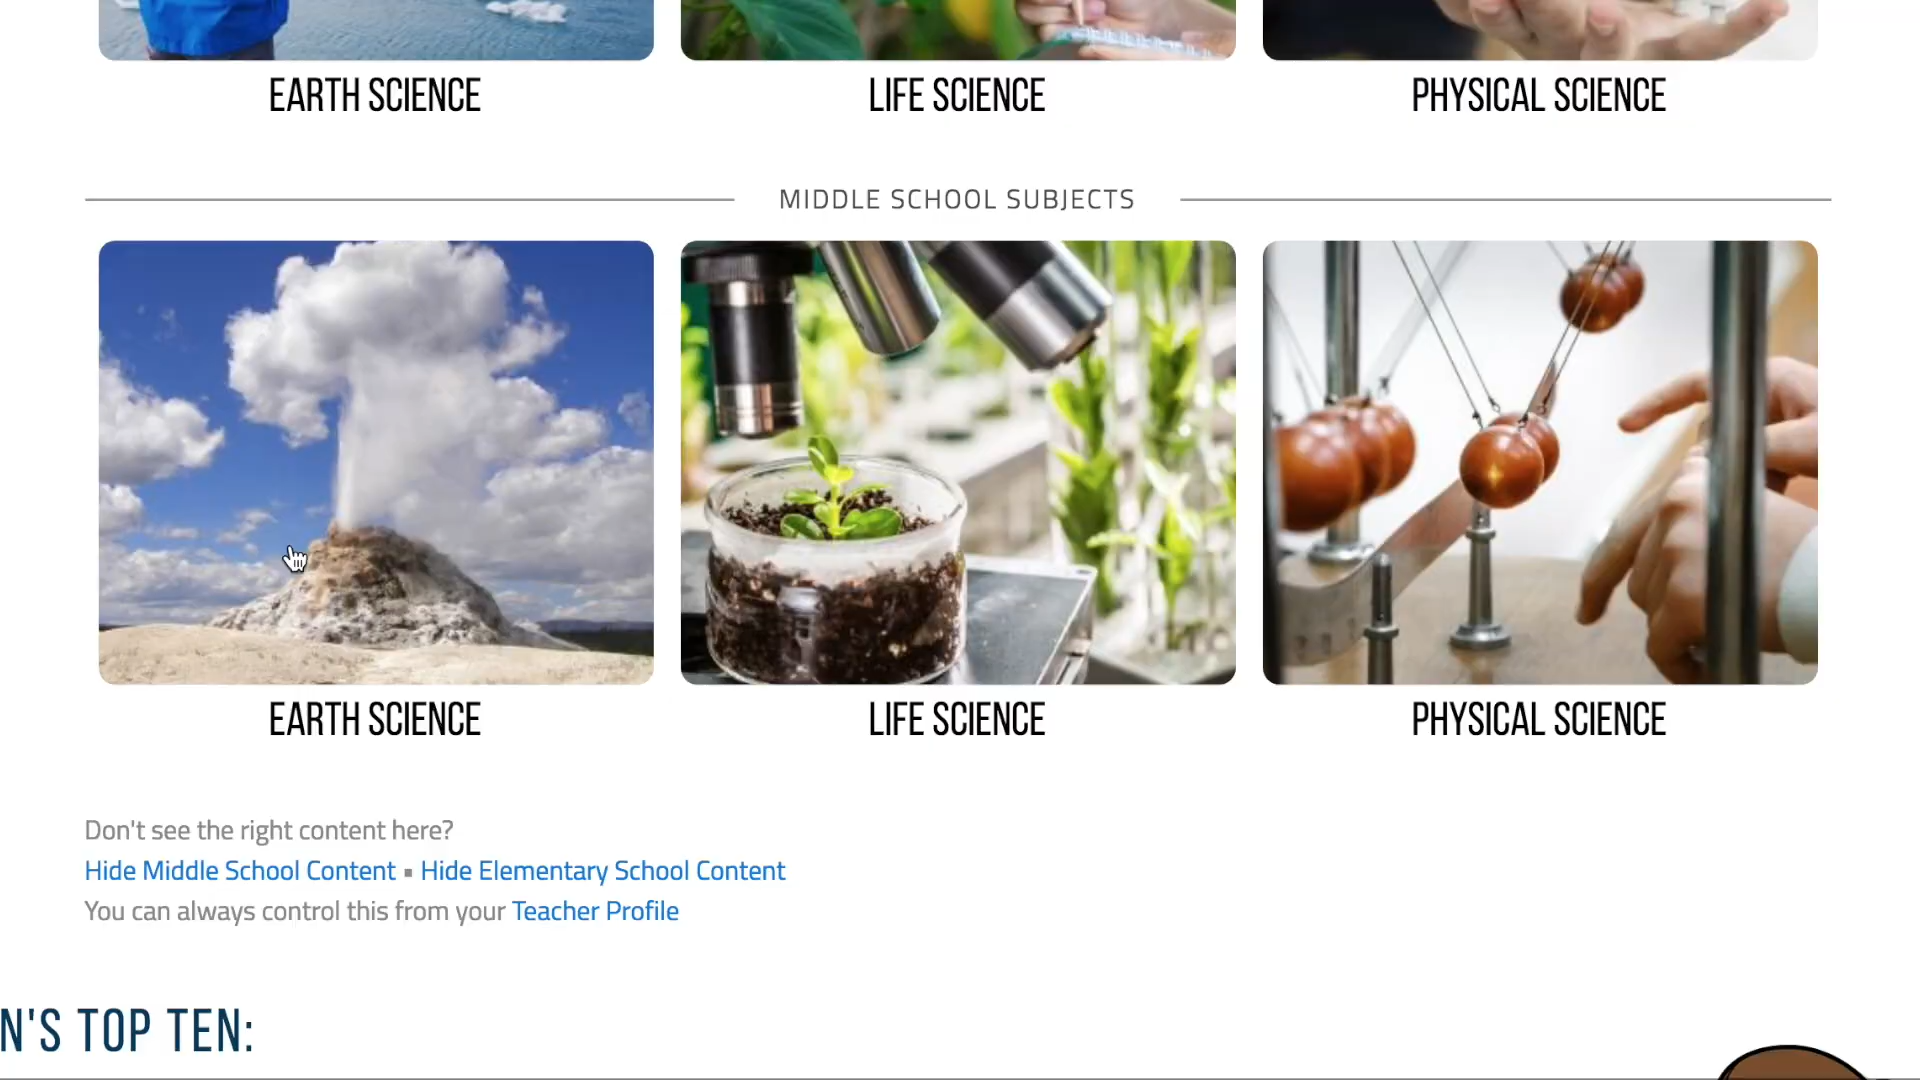 EARTH SCIENCE
LIFE SCIENCE
PHYSICAL SCIENCE
MIDDLE SCHOOL SUBJECTS
EARTH SCIENCE
LIFE SCIENCE
PHYSICAL SCIENCE
Don't see the right content here?
Hide Middle School Content ▪ Hide Elementary School Content
You can always control this from your Teacher Profile
N'S TOP TEN: